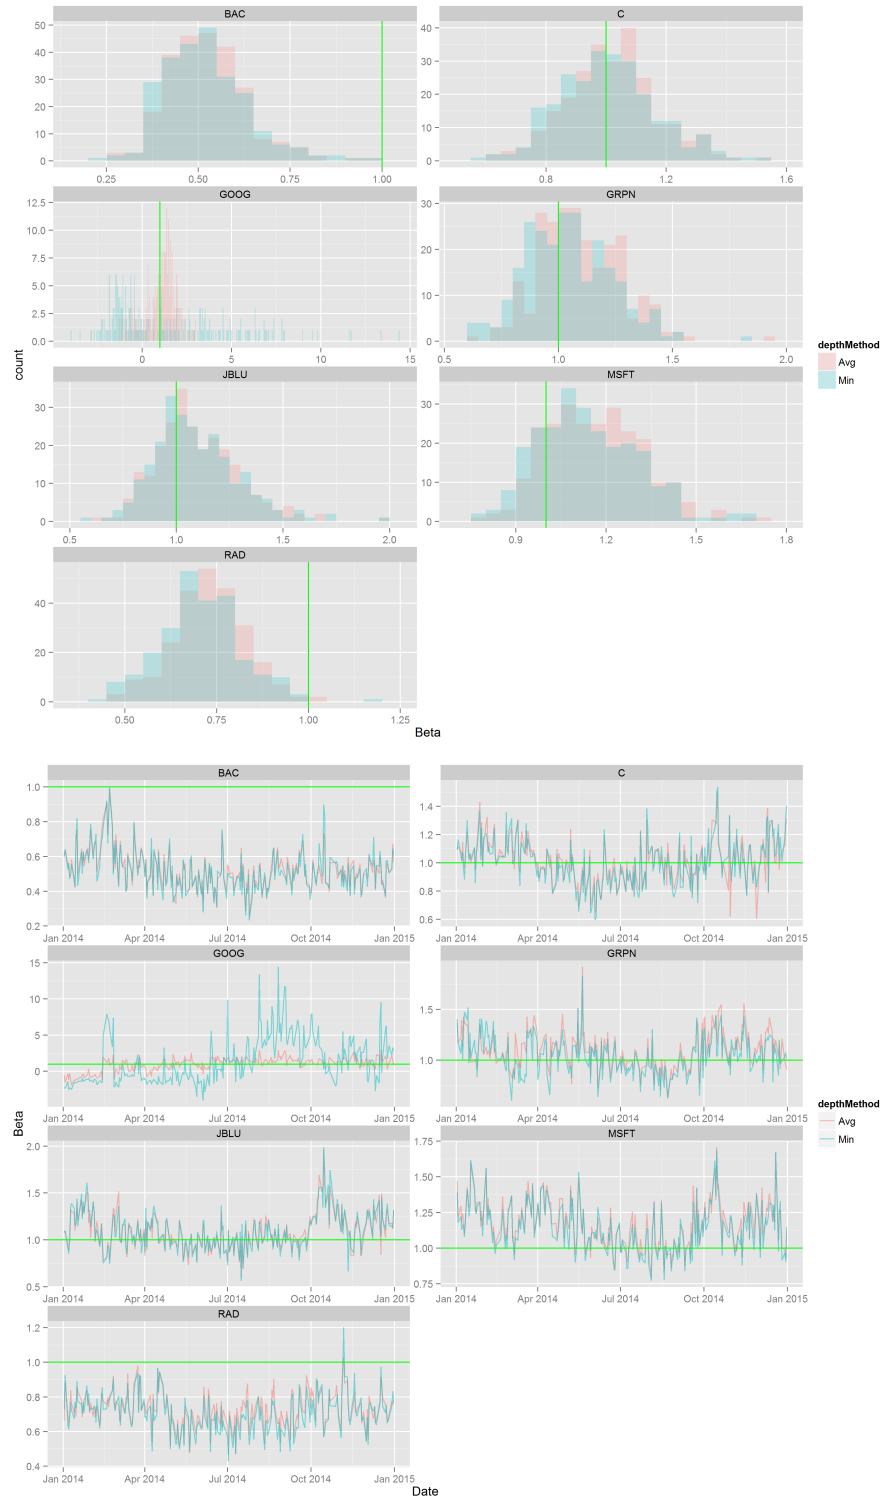 BAC
C
50
40
30
20
10
0
40
30
20
10
0
0.25
0.50
0.75
1.00
0.8
1.2
1.6
GOOG
GRPN
12.5
10.0
7.5
5.0
2.5
0.0
30
20
10
0
0
5
10
15
0.5
1.0
1.5
2.0
count
depthMethod
Avg
Min
JBLU
MSFT
30
20
10
0
30
20
10
0
0.5
1.0
1.5
2.0
0.9
1.2
1.5
1.8
RAD
40
20
0
0.50
0.75
1.00
1.25
Beta
BAC
C
1.0
0.8
0.6
0.4
0.2
1.4
1.2
1.0
0.8
0.6
Jan 2014
Apr 2014
Jul 2014
Oct 2014
Jan 2015
Jan 2014
Apr 2014
Jul 2014
Oct 2014
Jan 2015
GOOG
GRPN
15
10
5
0
1.5
1.0
Jan 2014
Apr 2014
Jul 2014
Oct 2014
Jan 2015
Jan 2014
Apr 2014
Jul 2014
Oct 2014
Jan 2015
Beta
depthMethod
Avg
Min
JBLU
MSFT
2.0
1.5
1.0
0.5
1.75
1.50
1.25
1.00
0.75
Jan 2014
Apr 2014
Jul 2014
Oct 2014
Jan 2015
Jan 2014
Apr 2014
Jul 2014
Oct 2014
Jan 2015
RAD
1.2
1.0
0.8
0.6
0.4
Jan 2014
Apr 2014
Jul 2014
Oct 2014
Jan 2015
Date